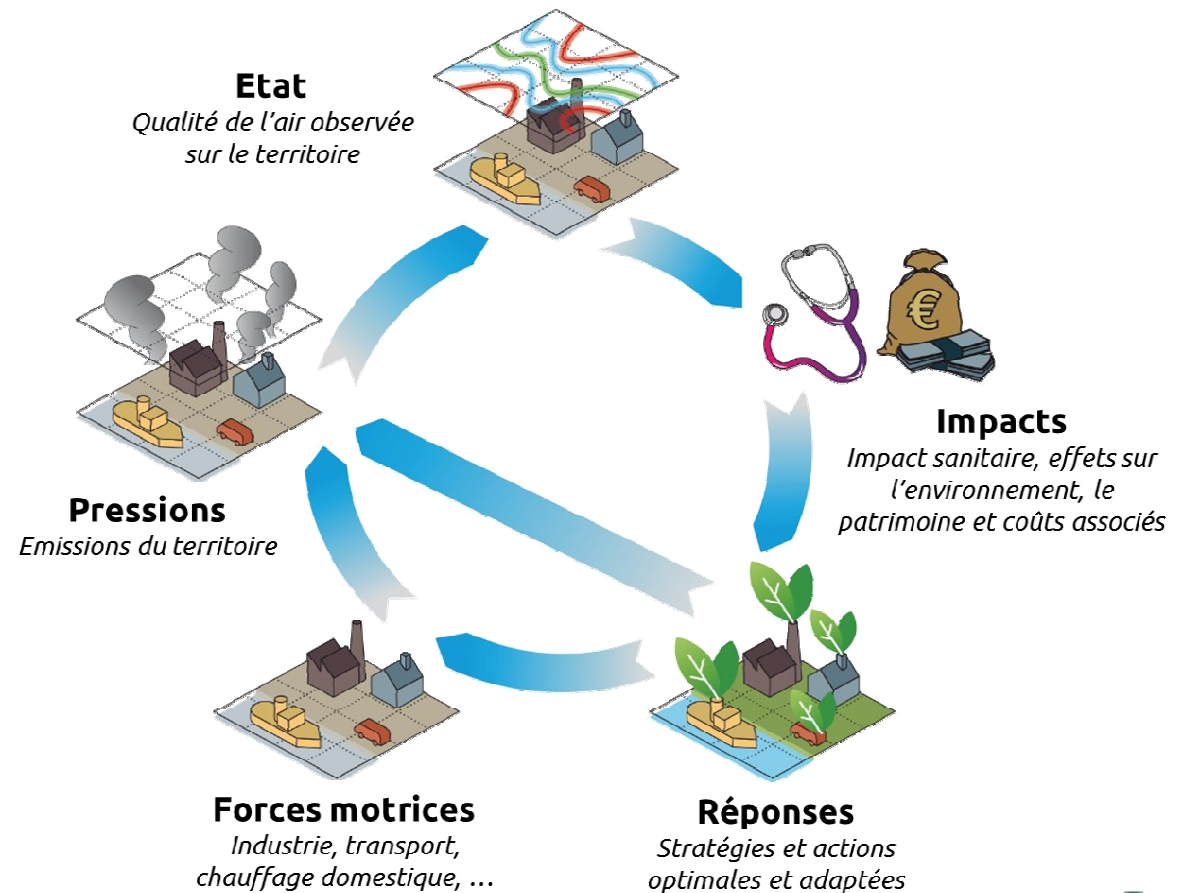 Etat
Qualité de l'air observée
sur le territoire
€
Impacts
Impact sanitaire, effets sur
l'environnement, le
patrimoine et coûts associés
Pressions
Emissions du territoire
Forces motrices
Industrie, transport,
chauffage domestique, ...
Réponses
Stratégies et actions
optimales et adaptées